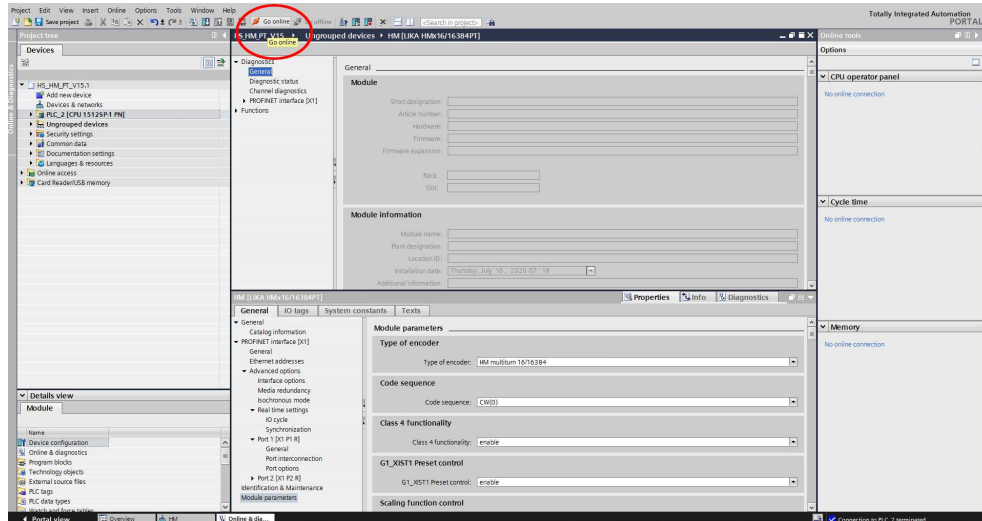 Project Edit View Insert Online Options Tools Window Help
Totally Integrated Automation
PORTAL
Save project
Go online
Go offline
<Search in project>
Go online
Project tree
HS_HM_PT_V15... Ungrouped devices HM [LIKA HMx16/16384PT]
Online tools
Devices
Options
Online & Diagnostics
HS_HM_PT_V15.1
Add new device
Devices & networks
PLC_2 [CPU 1512SP-1 PN]
Ungrouped devices
Security settings
Common data
Documentation settings
Languages & resources
Online access
Card Reader/USB memory
Diagnostics
General
Diagnostic status
Channel diagnostics
PROFINET interface [X1]
Functions
General
Module
Short designation:
Article number:
Hardware:
Firmware:
Firmware expansion:
Rack:
Slot:
Module information
Module name:
Plant designation:
Location ID:
Installation date: Thursday, July 16, 2020 07:18
Additional information:
CPU operator panel
No online connection
Cycle time
No online connection
Memory
No online connection
HM [LIKA HMx16/16384PT]
Properties Info Diagnostics
General IO tags System constants Texts
General
Catalog information
PROFINET interface [X1]
General
Ethernet addresses
Advanced options
Interface options
Media redundancy
Isochronous mode
Real time settings
IO cycle
Synchronization
Port 1 [X1 P1 R]
General
Port interconnection
Port options
Port 2 [X1 P2 R]
Identification & Maintenance
Module parameters
Module parameters
Type of encoder
Type of encoder: HM multiturn 16/16384
Code sequence
Code sequence: CW(0)
Class 4 functionality
Class 4 functionality: enable
G1_XIST1 Preset control
G1_XIST1 Preset control: enable
Scaling function control
Details view
Module
Name
Device configuration
Online & diagnostics
Program blocks
Technology objects
External source files
PLC tags
PLC data types
Watch and force tables
Portal view
Overview
HM
Online & dia...
Connection to PLC_2 terminated